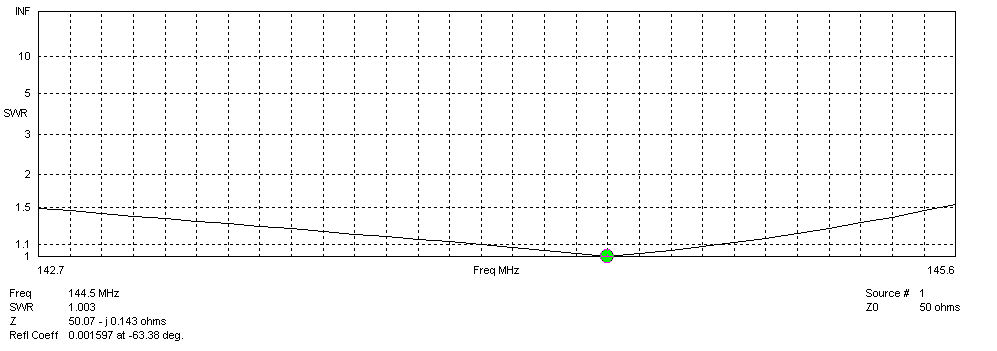 INF
10
5
SWR
3
2
1.5
1.1
1
142.7 Freq MHz 145.6
Freq 144.5 MHz Source # 1
SWR 1.003 Z0 50 ohms
Z 50.07 - j 0.143 ohms
Refl Coeff 0.001597 at -63.38 deg.